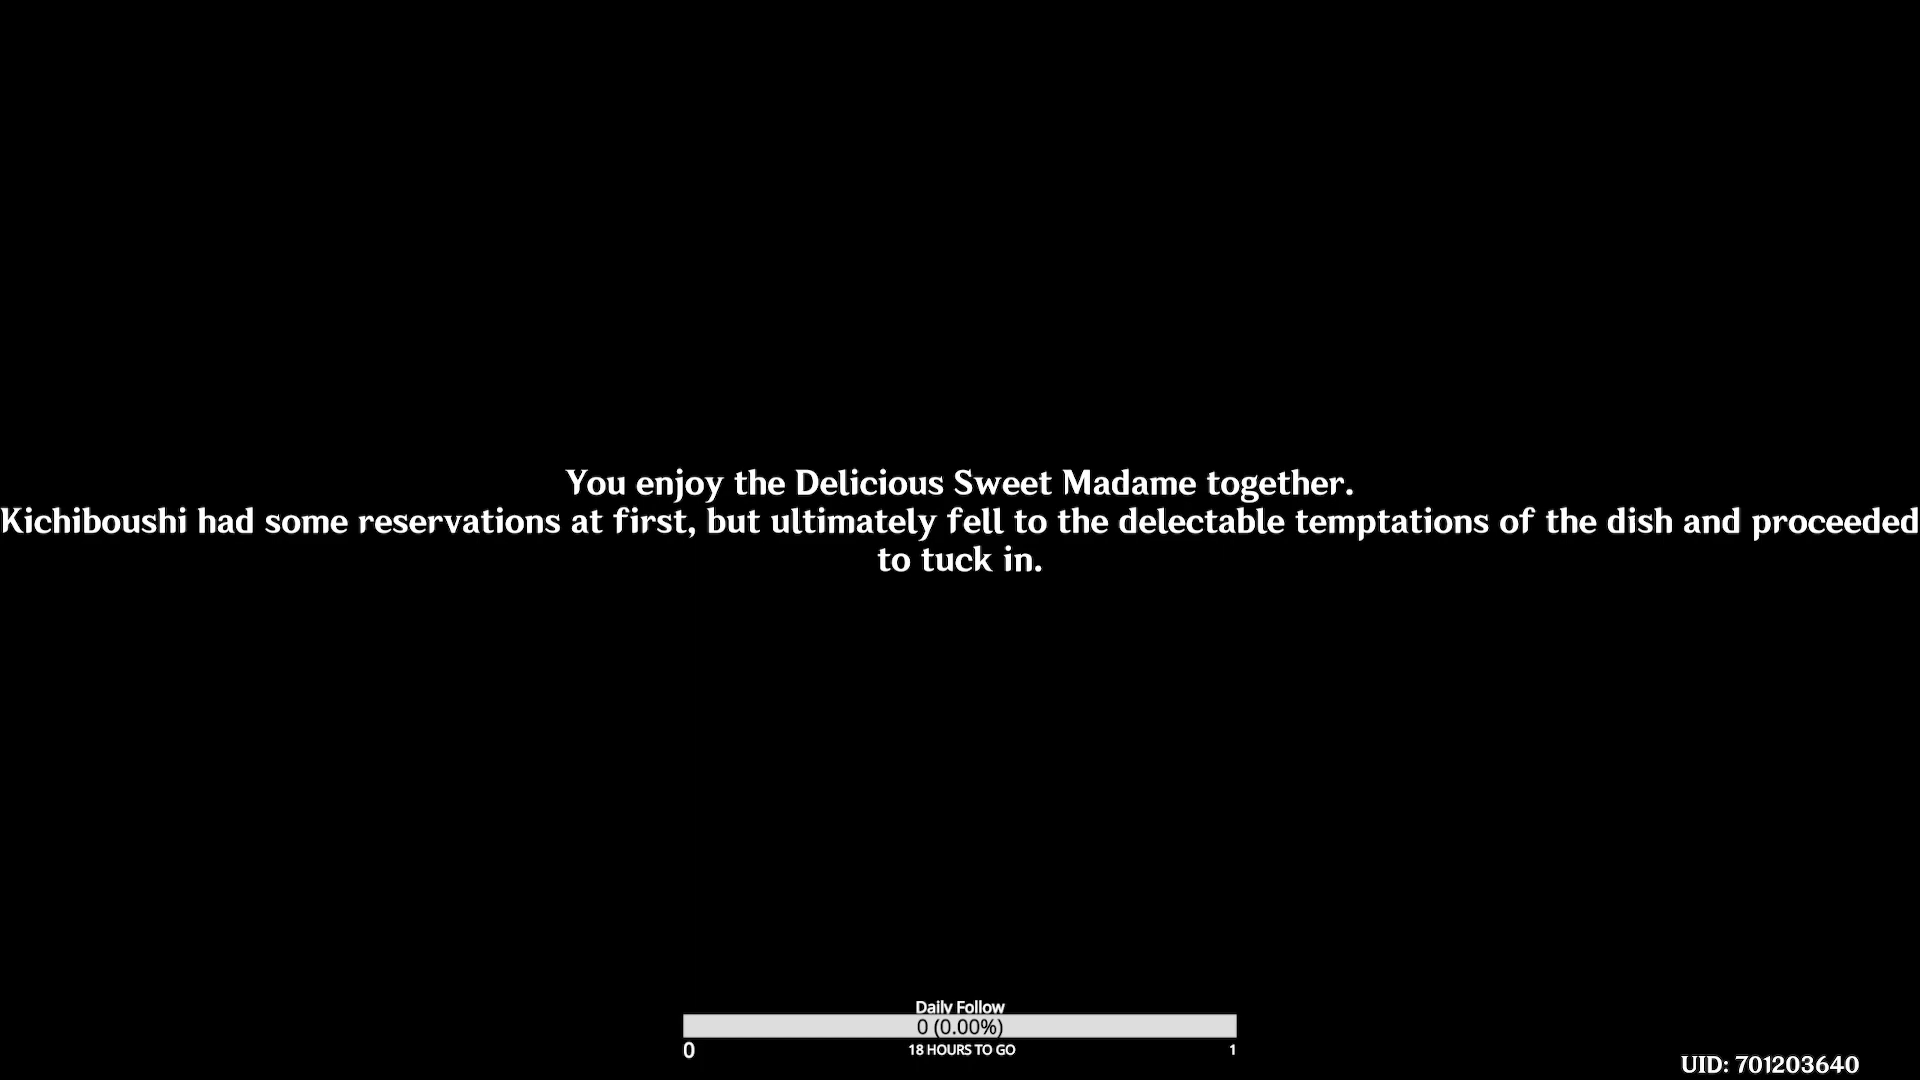 You enjoy the Delicious Sweet Madame together.
Kichiboushi had some reservations at first, but ultimately fell to the delectable temptations of the dish and proceeded
to tuck in.
Daily Follow
0 (0.00%)
0 18 HOURS TO GO 1
UID: 701203640